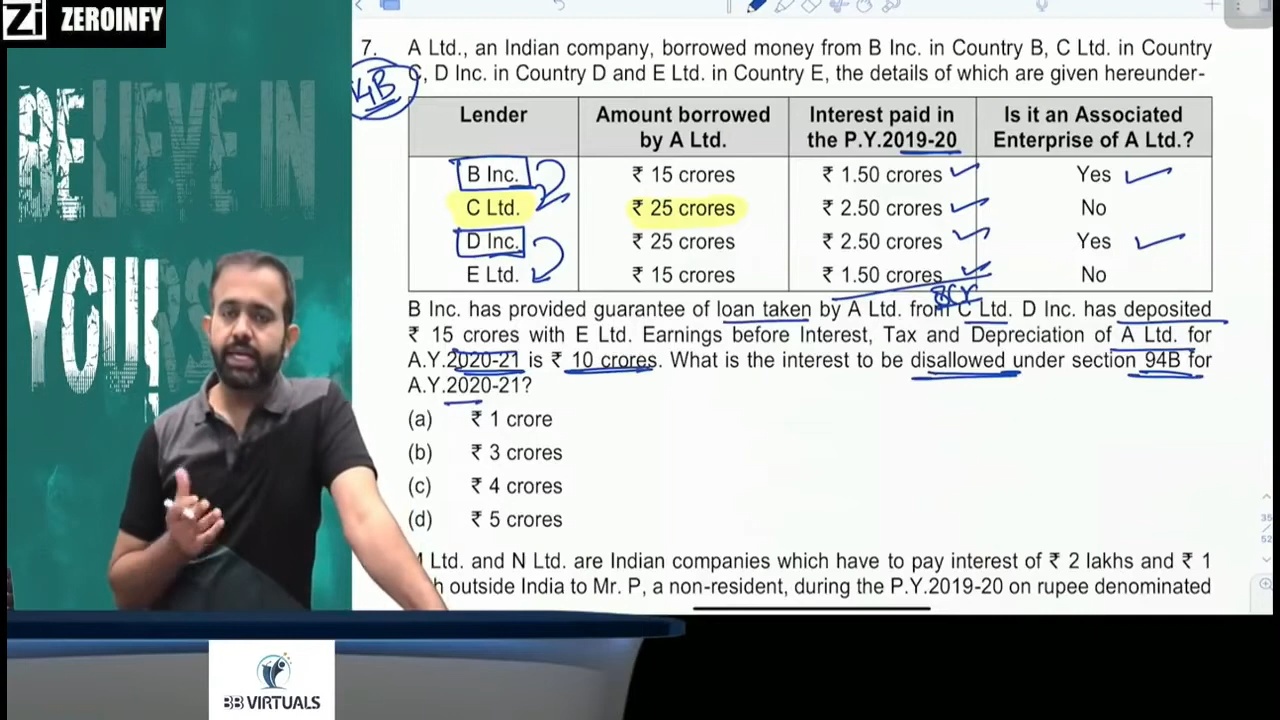 Zi ZEROINFY
BELIEVE IN
YOURS
7. A Ltd., an Indian company, borrowed money from B Inc. in Country B, C Ltd. in Country
C, D Inc. in Country D and E Ltd. in Country E, the details of which are given hereunder-
94B
Lender Amount borrowed by A Ltd. Interest paid in the P.Y.2019-20 Is it an Associated Enterprise of A Ltd.?
B Inc. ₹ 15 crores ₹ 1.50 crores Yes
C Ltd. ₹ 25 crores ₹ 2.50 crores No
D Inc. ₹ 25 crores ₹ 2.50 crores Yes
E Ltd. ₹ 15 crores ₹ 1.50 crores No
8cr
B Inc. has provided guarantee of loan taken by A Ltd. from C Ltd. D Inc. has deposited
₹ 15 crores with E Ltd. Earnings before Interest, Tax and Depreciation of A Ltd. for
A.Y.2020-21 is ₹ 10 crores. What is the interest to be disallowed under section 94B for
A.Y.2020-21?
(a) ₹ 1 crore
(b) ₹ 3 crores
(c) ₹ 4 crores
(d) ₹ 5 crores
Ltd. and N Ltd. are Indian companies which have to pay interest of ₹ 2 lakhs and ₹ 1
outside India to Mr. P, a non-resident, during the P.Y.2019-20 on rupee denominated
35
52
BB VIRTUALS